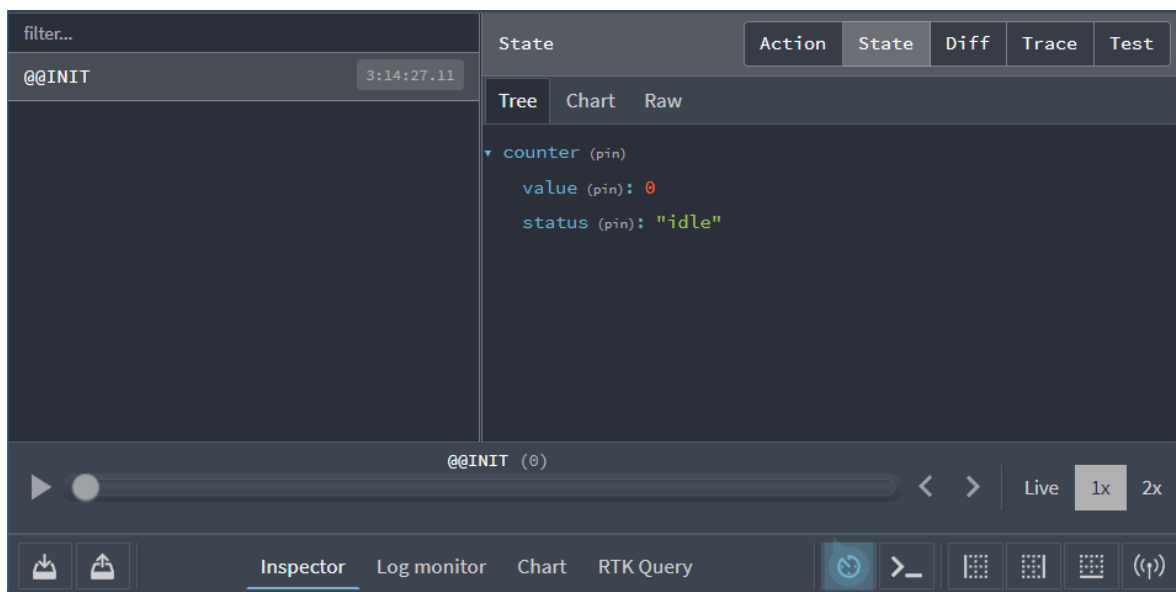 filter...
@@INIT 3:14:27.11
State Action State Diff Trace Test
Tree Chart Raw
counter (pin)
value (pin): 0
status (pin): "idle"
@@INIT (0)
Live 1x 2x
Inspector Log monitor Chart RTK Query